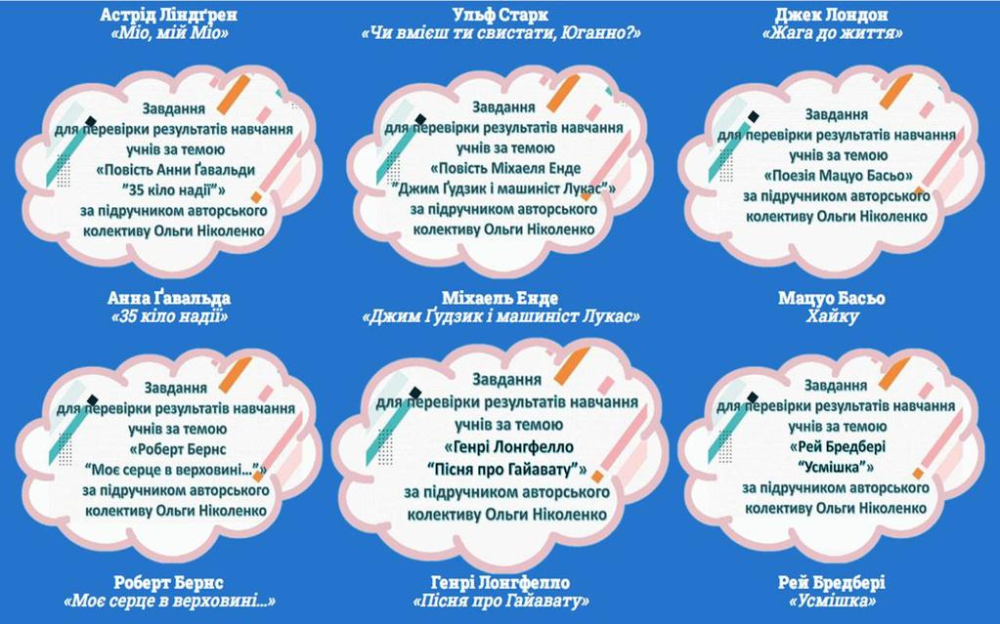 Астрід Ліндґрен
«Міо, мій Міо»
Ульф Старк
«Чи вмієш ти свистати, Юганно?»
Джек Лондон
«Жага до життя»
Завдання
для перевірки результатів навчання
учнів за темою
«Повість Анни Ґавальди
"35 кіло надії"»
за підручником авторського
колективу Ольги Ніколенко
Завдання
для перевірки результатів навчання
учнів за темою
«Повість Міхаеля Енде
"Джим Ґудзик і машиніст Лукас"»
за підручником авторського
колективу Ольги Ніколенко
Завдання
для перевірки результатів навчання
учнів за темою
«Поезія Мацуо Басьо»
за підручником авторського
колективу Ольги Ніколенко
Анна Ґавальда
«35 кіло надії»
Міхаель Енде
«Джим Ґудзик і машиніст Лукас»
Мацуо Басьо
Хайку
Завдання
для перевірки результатів навчання
учнів за темою
«Роберт Бернс
"Моє серце в верховині..."»
за підручником авторського
колективу Ольги Ніколенко
Завдання
для перевірки результатів навчання
учнів за темою
«Генрі Лонгфелло
"Пісня про Гайавату"»
за підручником авторського
колективу Ольги Ніколенко
Завдання
для перевірки результатів навчання
учнів за темою
«Рей Бредбері
"Усмішка"»
за підручником авторського
колективу Ольги Ніколенко
Роберт Бернс
«Моє серце в верховині...»
Генрі Лонгфелло
«Пісня про Гайавату»
Рей Бредбері
«Усмішка»